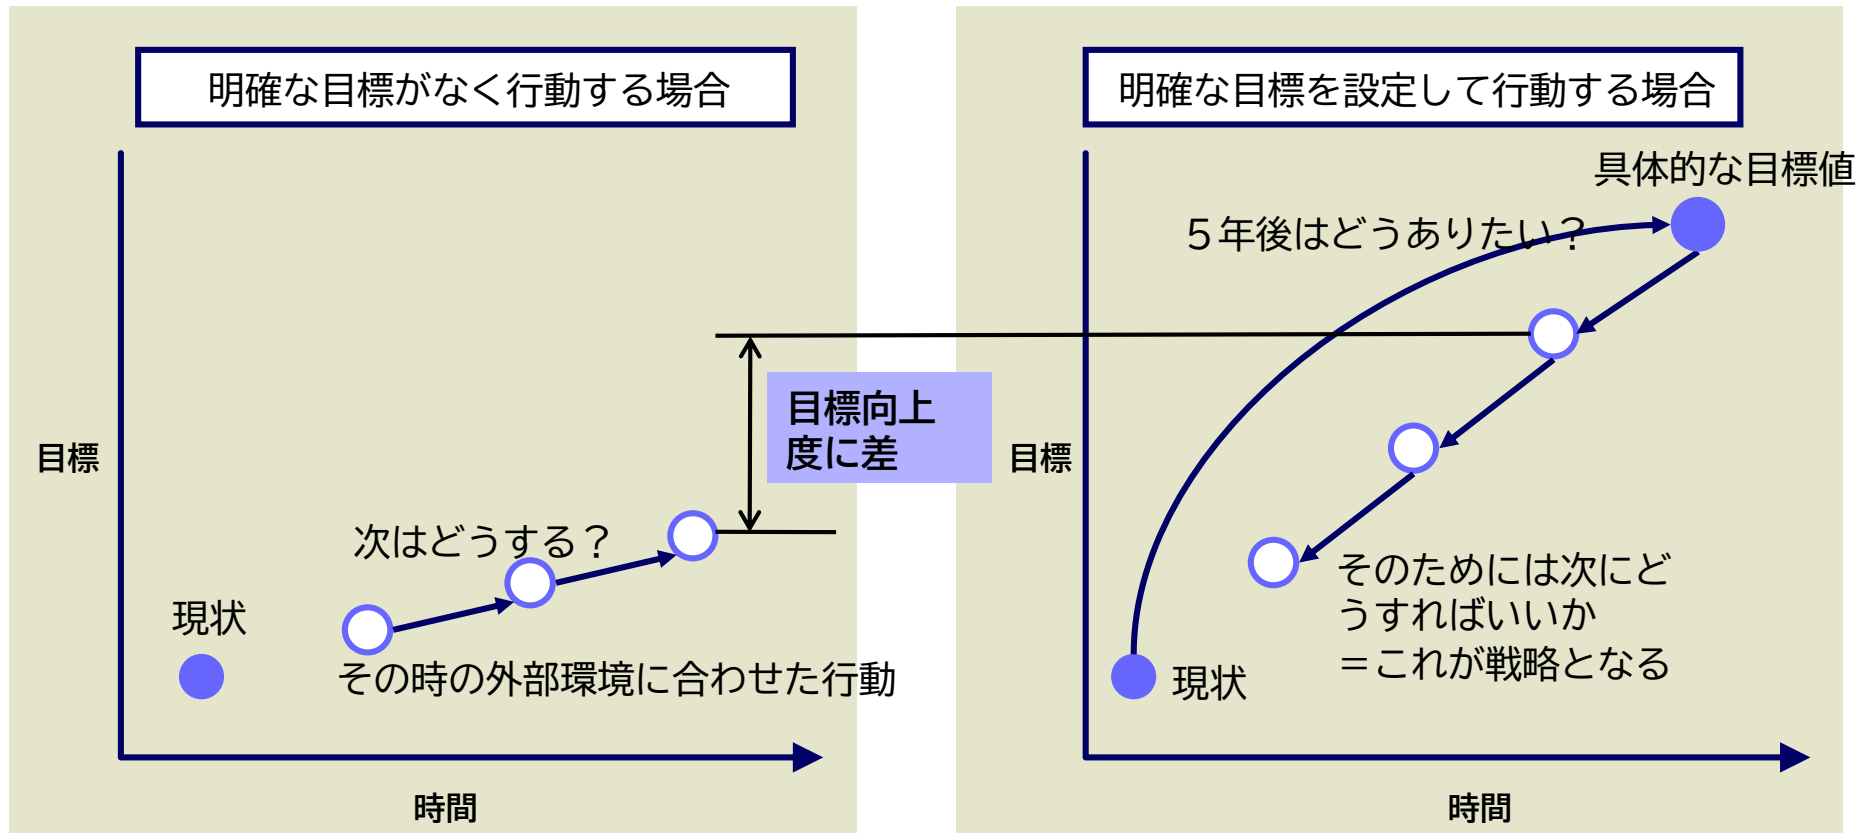 明確な目標がなく行動する場合
目標
次はどうする？
現状
その時の外部環境に合わせた行動
時間
目標向上
度に差
明確な目標を設定して行動する場合
具体的な目標値
５年後はどうありたい？
目標
そのためには次にど
うすればいいか
＝これが戦略となる
現状
時間